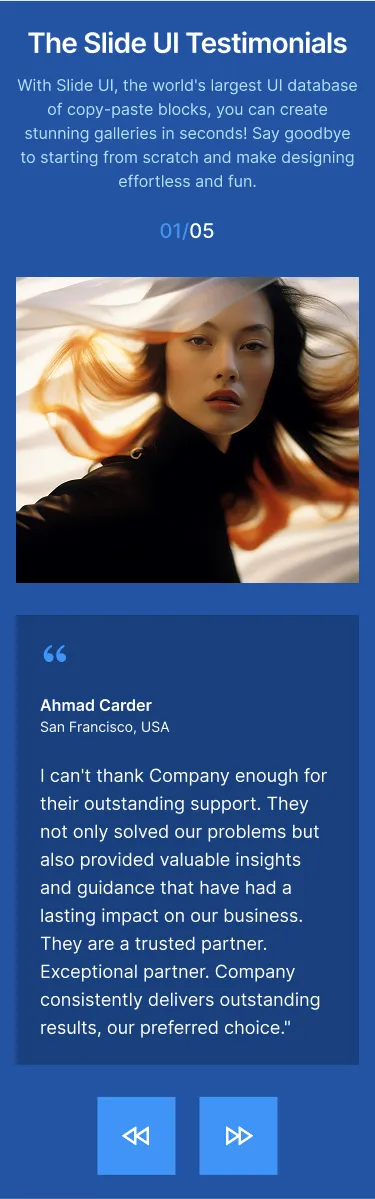 The Slide UI Testimonials
With Slide UI, the world's largest UI database
of copy-paste blocks, you can create
stunning galleries in seconds! Say goodbye
to starting from scratch and make designing
effortless and fun.
01/05
“
Ahmad Carder
San Francisco, USA
I can't thank Company enough for
their outstanding support. They
not only solved our problems but
also provided valuable insights
and guidance that have had a
lasting impact on our business.
They are a trusted partner.
Exceptional partner. Company
consistently delivers outstanding
results, our preferred choice."